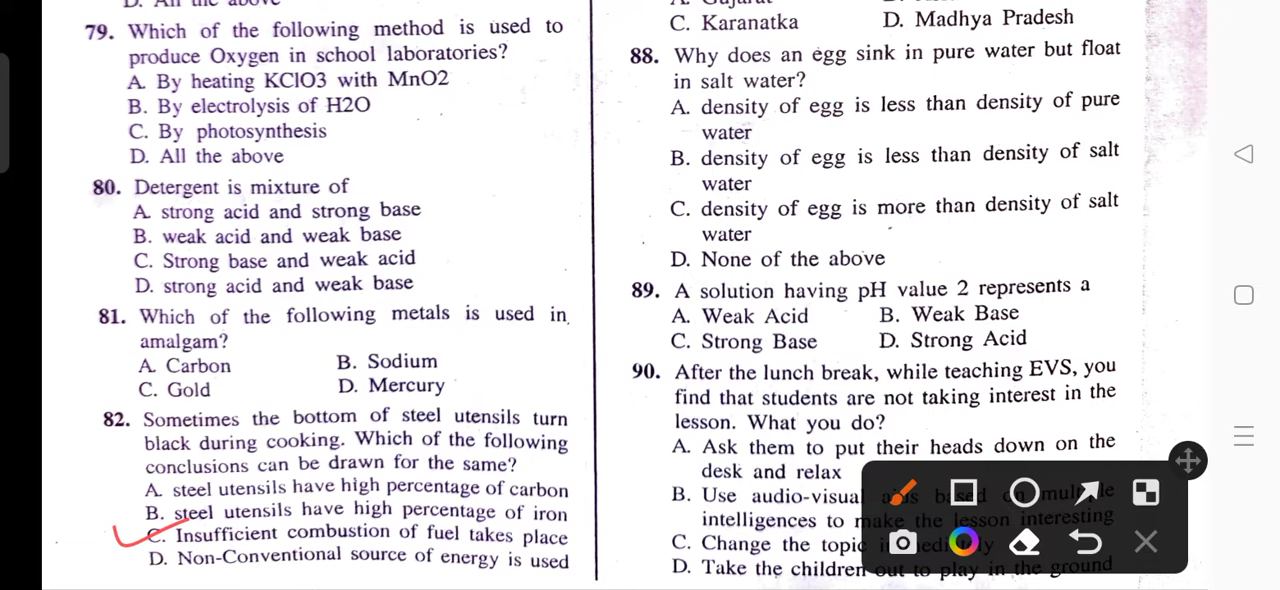 D. All the above
79. Which of the following method is used to
produce Oxygen in school laboratories?
A. By heating KClO3 with MnO2
B. By electrolysis of H2O
C. By photosynthesis
D. All the above
80. Detergent is mixture of
A. strong acid and strong base
B. weak acid and weak base
C. Strong base and weak acid
D. strong acid and weak base
81. Which of the following metals is used in
amalgam?
A. Carbon B. Sodium
C. Gold D. Mercury
82. Sometimes the bottom of steel utensils turn
black during cooking. Which of the following
conclusions can be drawn for the same?
A. steel utensils have high percentage of carbon
B. steel utensils have high percentage of iron
C. Insufficient combustion of fuel takes place
D. Non-Conventional source of energy is used
A. Gujarat
C. Karanatka D. Madhya Pradesh
88. Why does an egg sink in pure water but float
in salt water?
A. density of egg is less than density of pure
water
B. density of egg is less than density of salt
water
C. density of egg is more than density of salt
water
D. None of the above
89. A solution having pH value 2 represents a
A. Weak Acid B. Weak Base
C. Strong Base D. Strong Acid
90. After the lunch break, while teaching EVS, you
find that students are not taking interest in the
lesson. What you do?
A. Ask them to put their heads down on the
desk and relax
B. Use audio-visual aids based on multiple
intelligences to make the lesson interesting
C. Change the topic immediately
D. Take the children out to play in the ground